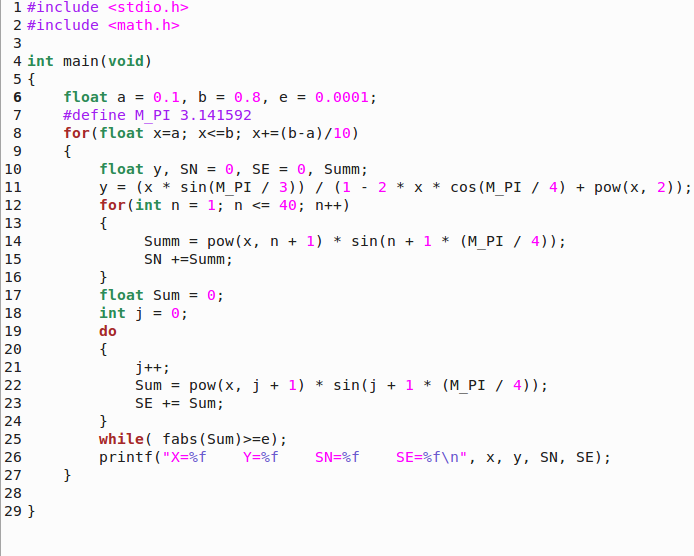 1 #include <stdio.h>
2 #include <math.h>
3
4 int main(void)
5 {
6     float a = 0.1, b = 0.8, e = 0.0001;
7     #define M_PI 3.141592
8     for(float x=a; x<=b; x+=(b-a)/10)
9     {
10         float y, SN = 0, SE = 0, Summ;
11         y = (x * sin(M_PI / 3)) / (1 - 2 * x * cos(M_PI / 4) + pow(x, 2));
12         for(int n = 1; n <= 40; n++)
13         {
14              Summ = pow(x, n + 1) * sin(n + 1 * (M_PI / 4));
15              SN +=Summ;
16         }
17         float Sum = 0;
18         int j = 0;
19         do
20         {
21             j++;
22             Sum = pow(x, j + 1) * sin(j + 1 * (M_PI / 4));
23             SE += Sum;
24         }
25         while( fabs(Sum)>=e);
26         printf("X=%f    Y=%f    SN=%f    SE=%f\n", x, y, SN, SE);
27     }
28
29 }